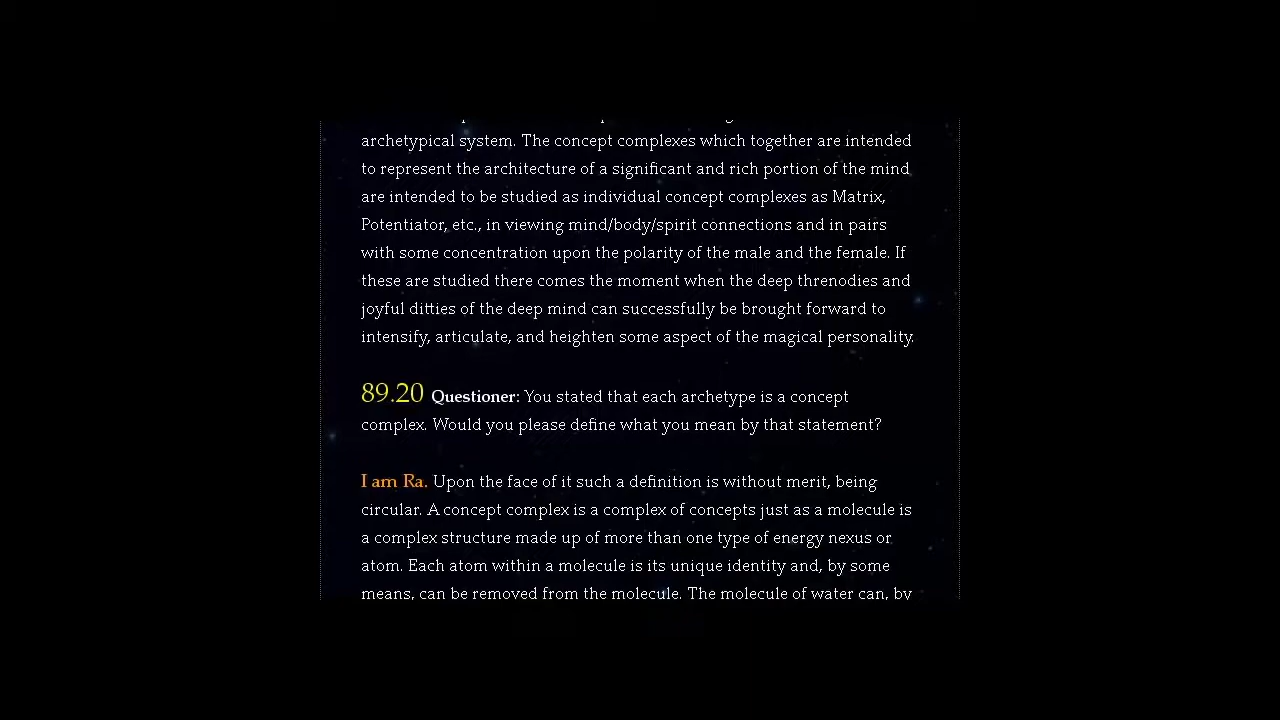 archetypical system. The concept complexes which together are intended
to represent the architecture of a significant and rich portion of the mind
are intended to be studied as individual concept complexes as Matrix,
Potentiator, etc., in viewing mind/body/spirit connections and in pairs
with some concentration upon the polarity of the male and the female. If
these are studied there comes the moment when the deep threnodies and
joyful ditties of the deep mind can successfully be brought forward to
intensify, articulate, and heighten some aspect of the magical personality.
89.20 Questioner: You stated that each archetype is a concept
complex. Would you please define what you mean by that statement?
I am Ra. Upon the face of it such a definition is without merit, being
circular. A concept complex is a complex of concepts just as a molecule is
a complex structure made up of more than one type of energy nexus or
atom. Each atom within a molecule is its unique identity and, by some
means, can be removed from the molecule. The molecule of water can, by